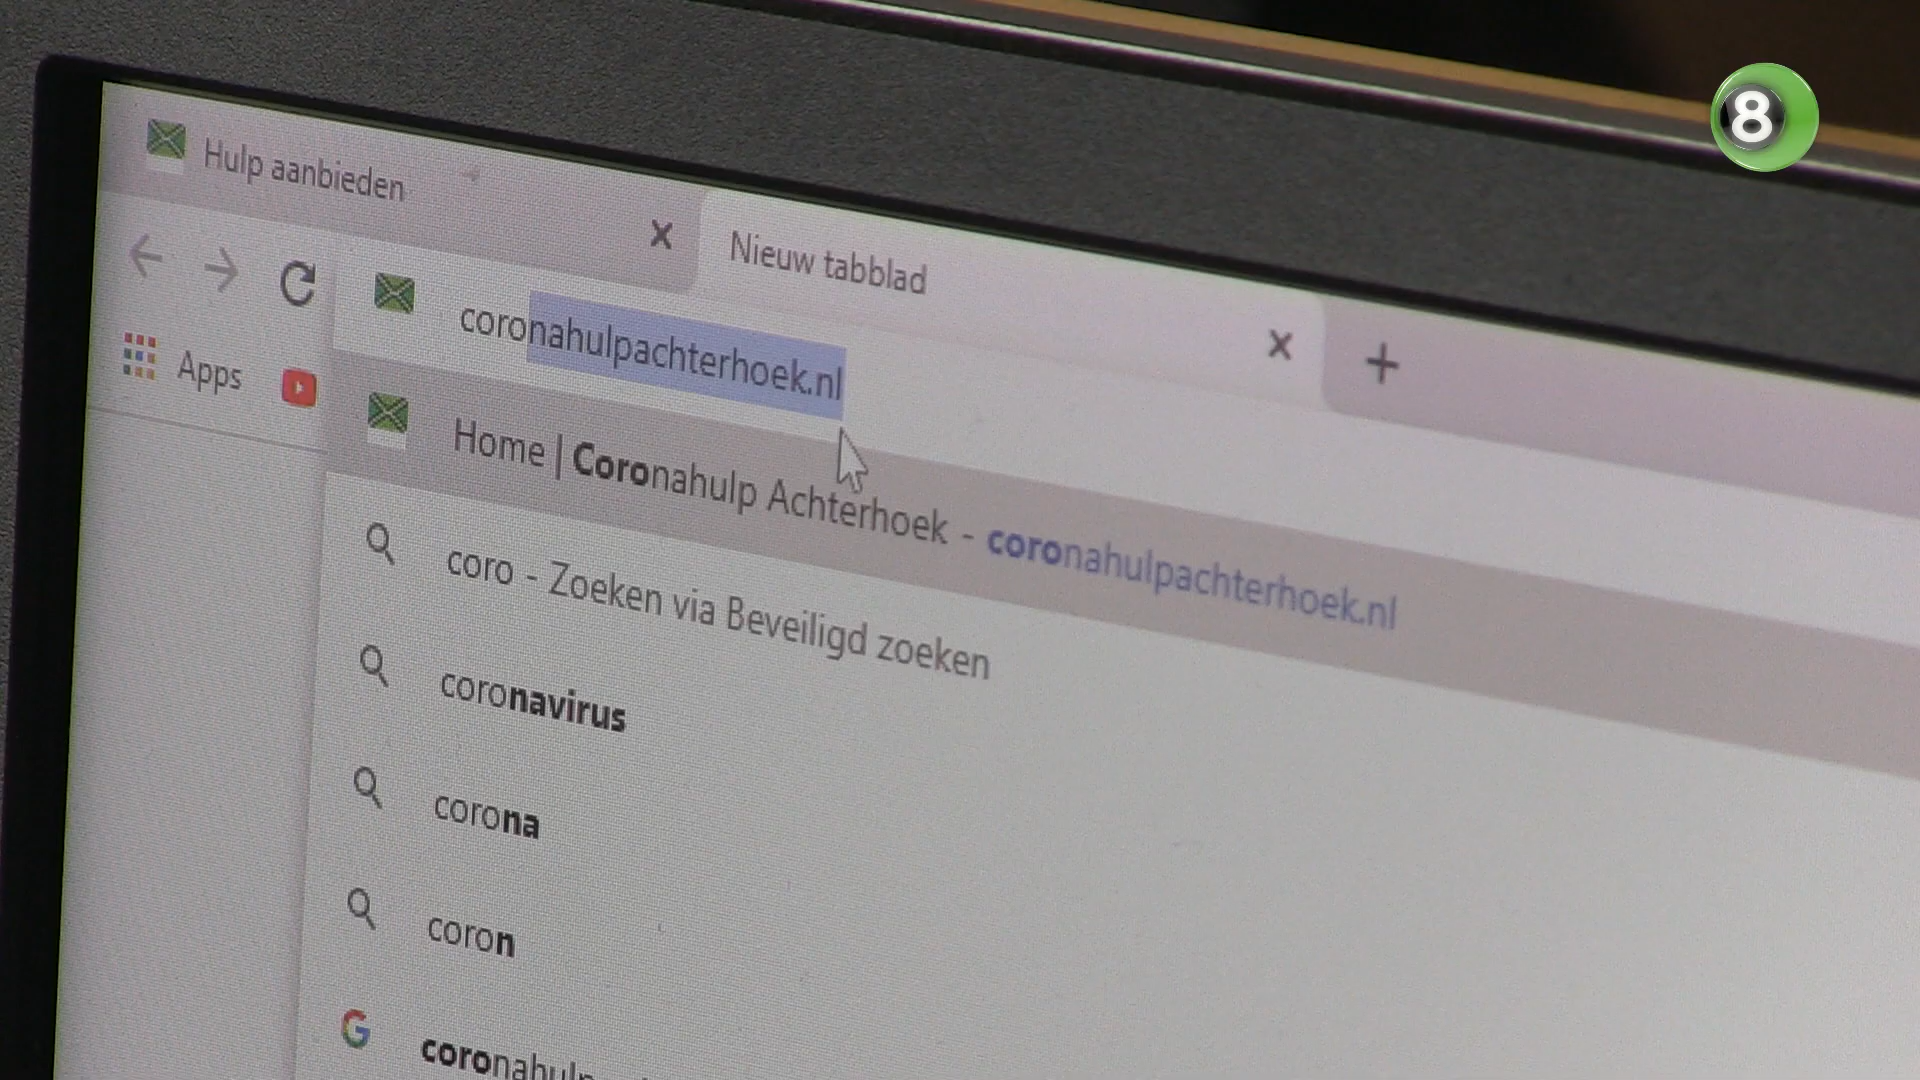 8
Hulp aanbieden
Nieuw tabblad
coronahulpachterhoek.nl
Apps
Home | Coronahulp Achterhoek - coronahulpachterhoek.nl
coro - Zoeken via Beveiligd zoeken
coronavirus
corona
coron